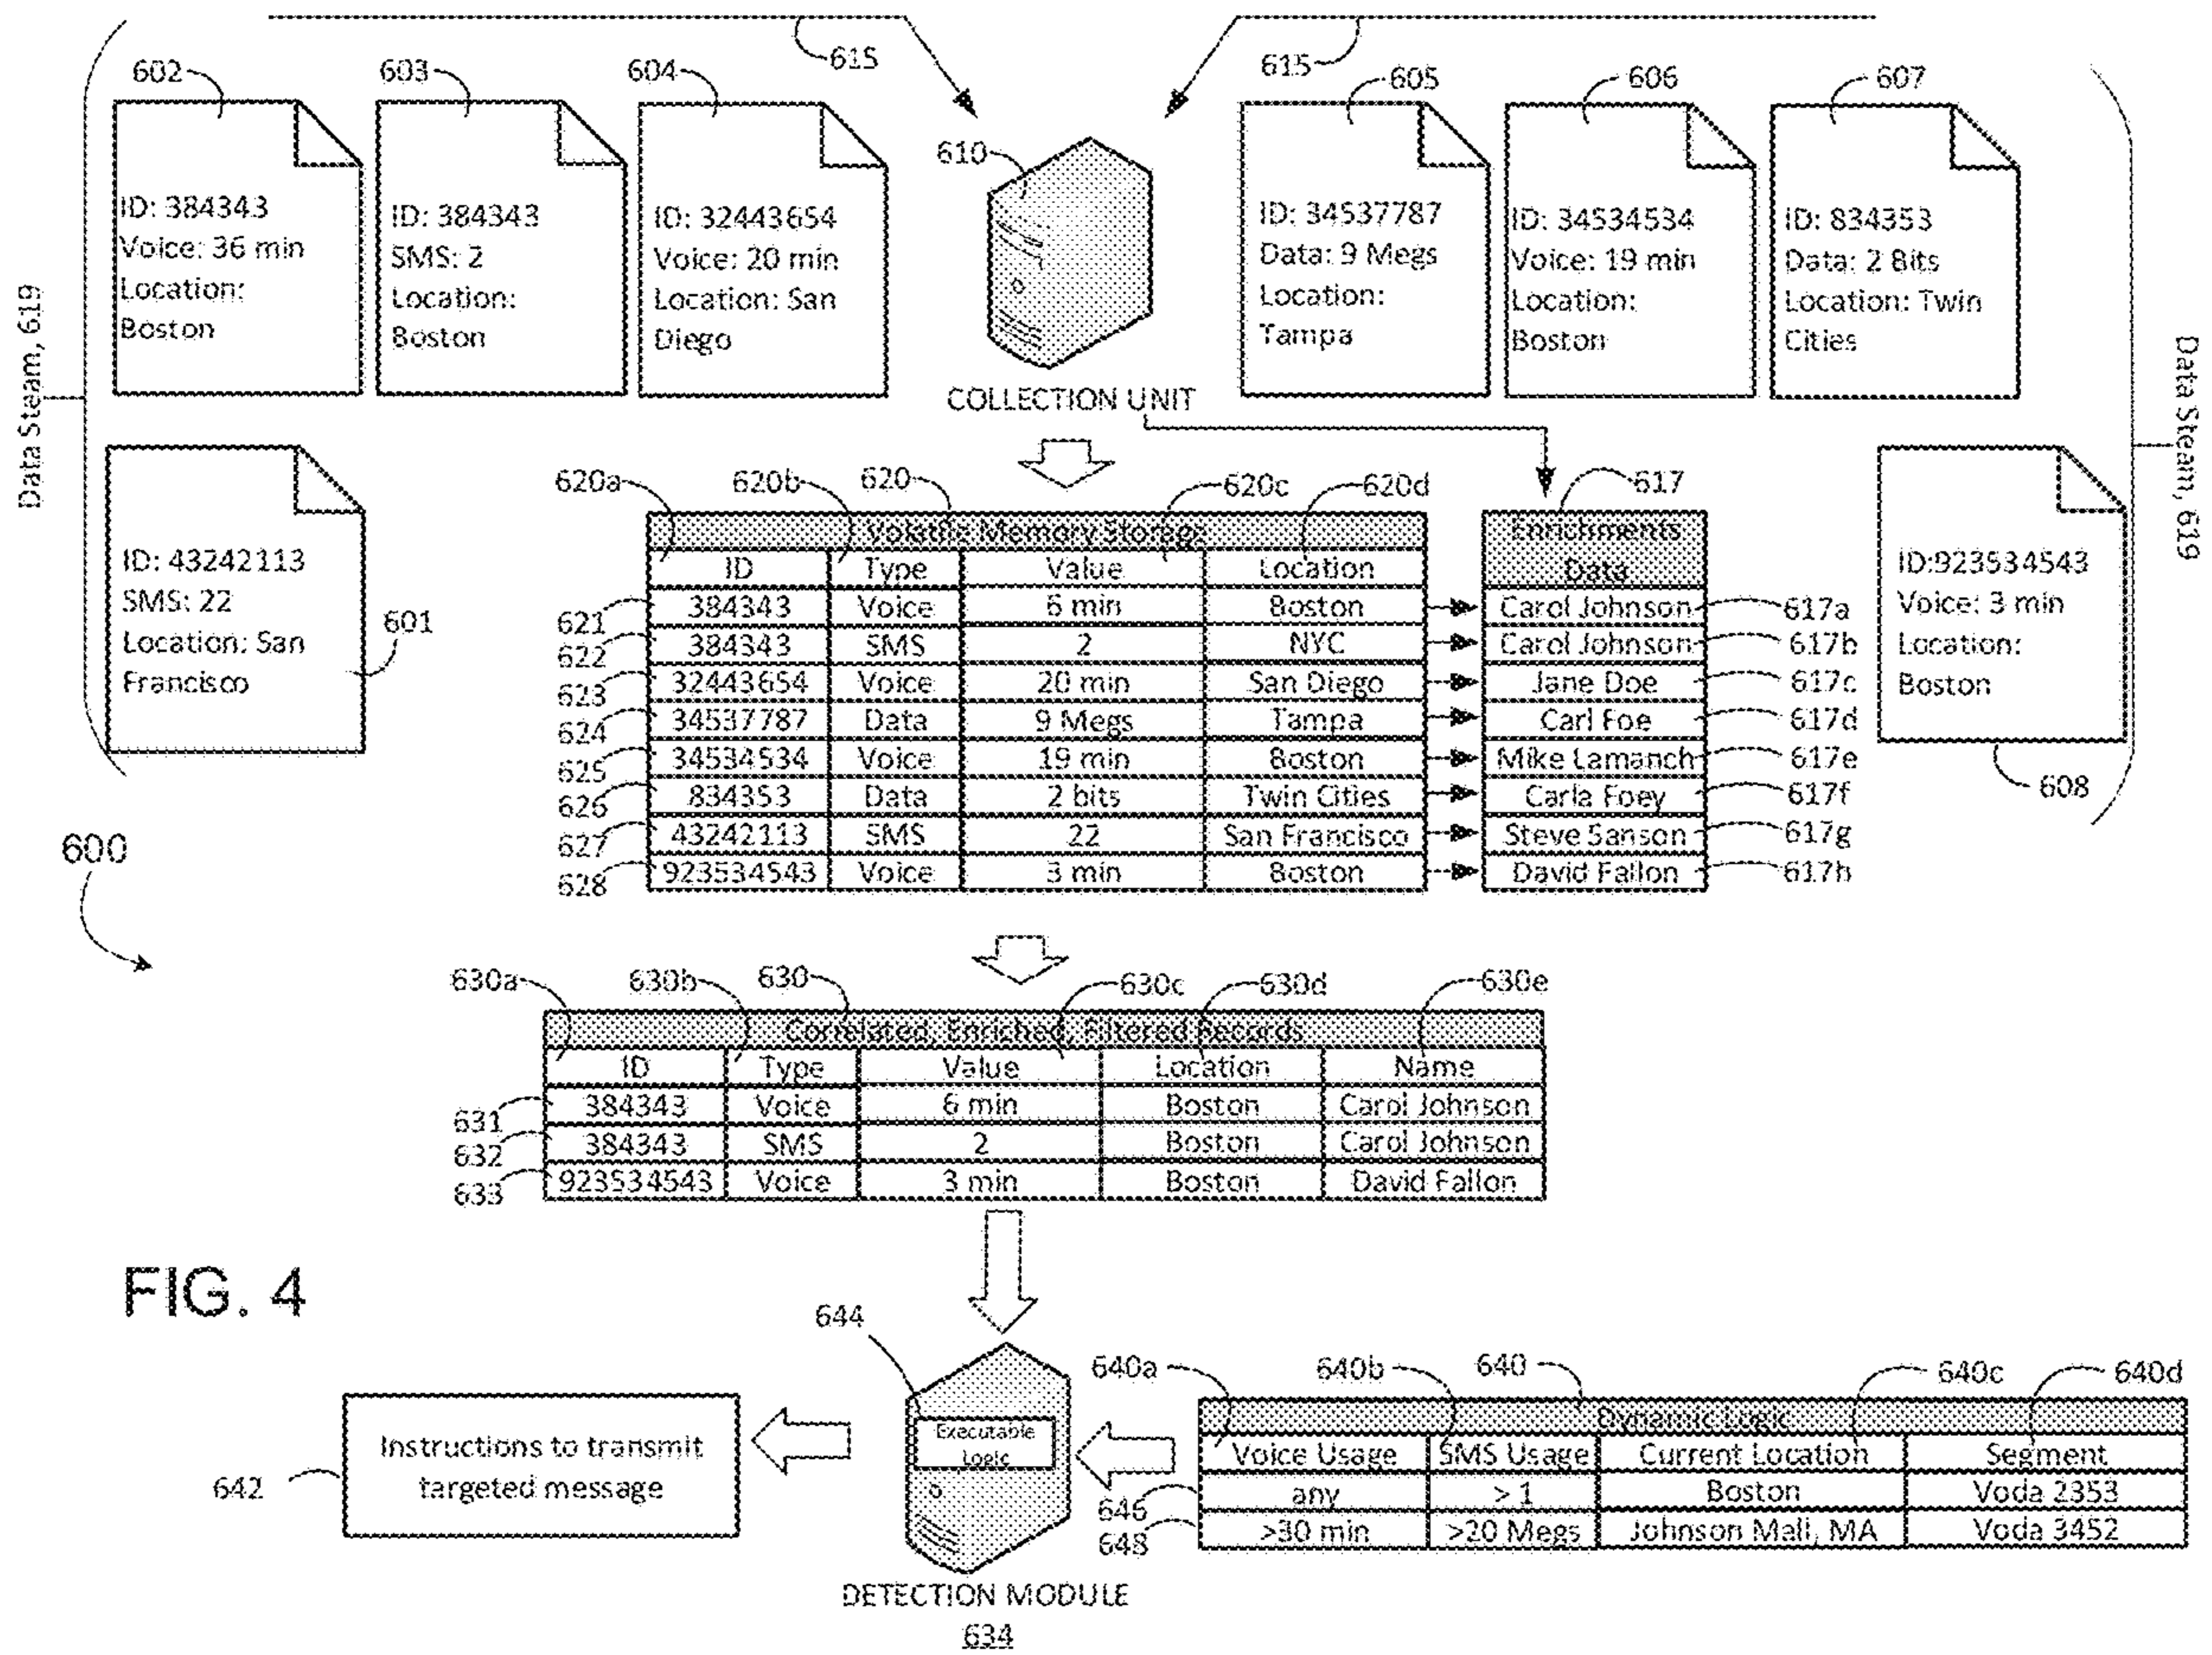 615
615
602
603
604
605
606
607
610
ID: 384343
Voice: 36 min
Location:
Boston
ID: 384343
SMS: 2
Location:
Boston
ID: 32443654
Voice: 20 min
Location: San
Diego
ID: 34537787
Data: 9 Megs
Location:
Tampa
ID: 34534534
Voice: 19 min
Location:
Boston
ID: 834353
Data: 2 Bits
Location: Twin
Cities
Data Steam, 619
Data Steam, 619
COLLECTION UNIT
ID: 43242113
SMS: 22
Location: San
Francisco
601
ID:923534543
Voice: 3 min
Location:
Boston
608
620a 620b 620 620c 620d 617
Volatile Memory Storage
Enrichments
Data
ID Type Value Location
621 384343 Voice 6 min Boston Carol Johnson 617a
622 384343 SMS 2 NYC Carol Johnson 617b
623 32443654 Voice 20 min San Diego Jane Doe 617c
624 34537787 Data 9 Megs Tampa Carl Foe 617d
625 34534534 Voice 19 min Boston Mike Lamanch 617e
626 834353 Data 2 bits Twin Cities Carla Foey 617f
627 43242113 SMS 22 San Francisco Steve Sanson 617g
628 923534543 Voice 3 min Boston David Fallon 617h
600
630a 630b 630 630c 630d 630e
Correlated, Enriched, Filtered Records
ID Type Value Location Name
631 384343 Voice 6 min Boston Carol Johnson
632 384343 SMS 2 Boston Carol Johnson
633 923534543 Voice 3 min Boston David Fallon
FIG. 4
644
Executable
Logic
DETECTION MODULE
634
642
Instructions to transmit
targeted message
640a 640b 640 640c 640d
Dynamic Logic
Voice Usage SMS Usage Current Location Segment
646 any > 1 Boston Voda 2353
648 >30 min >20 Megs Johnson Mall, MA Voda 3452